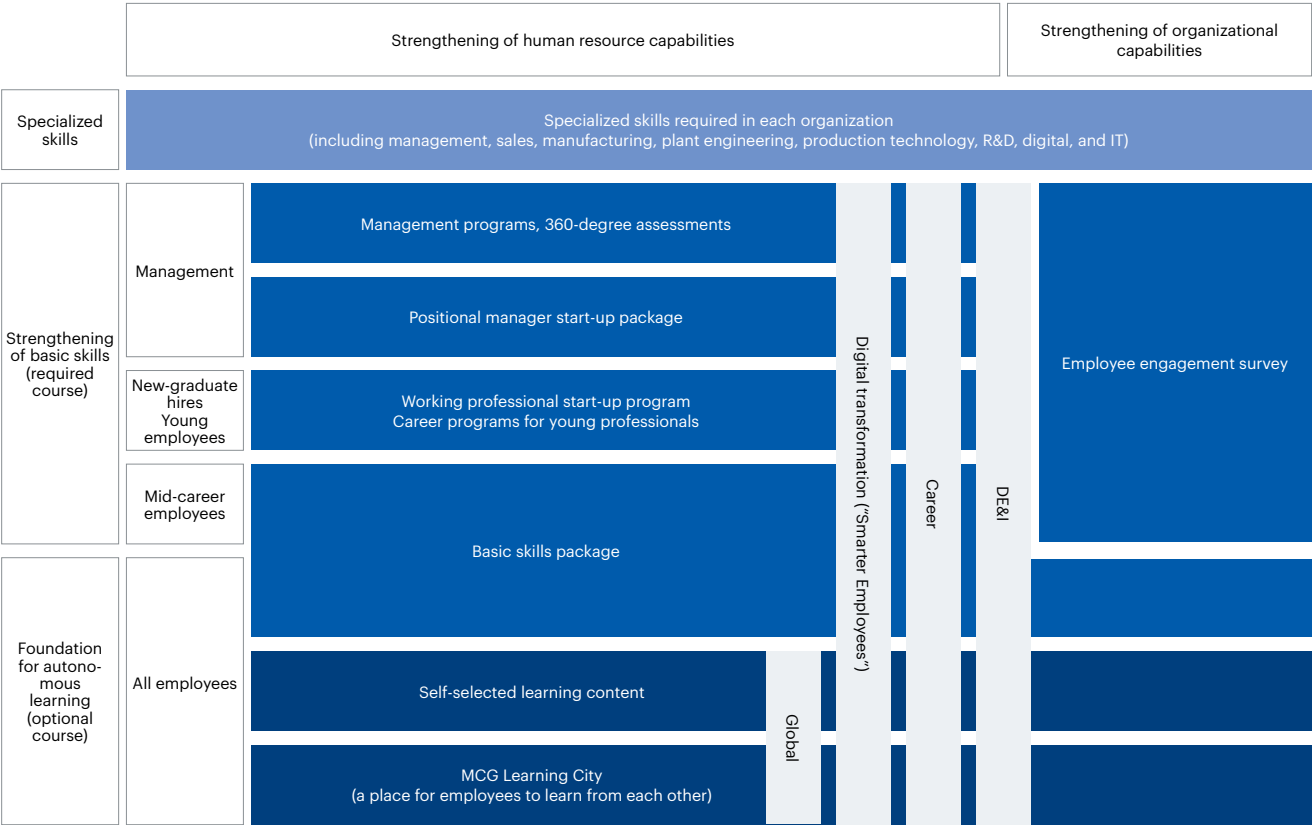 Strengthening of human resource capabilities
Strengthening of organizational
capabilities
Specialized
skills
Specialized skills required in each organization
(including management, sales, manufacturing, plant engineering, production technology, R&D, digital, and IT)
Strengthening
of basic skills
(required
course)
Management
Management programs, 360-degree assessments
Positional manager start-up package
New-graduate
hires
Young
employees
Working professional start-up program
Career programs for young professionals
Mid-career
employees
Basic skills package
Foundation
for autono-
mous
learning
(optional
course)
All employees
Self-selected learning content
MCG Learning City
(a place for employees to learn from each other)
Global
Digital transformation (“Smarter Employees”)
Career
DE&I
Employee engagement survey